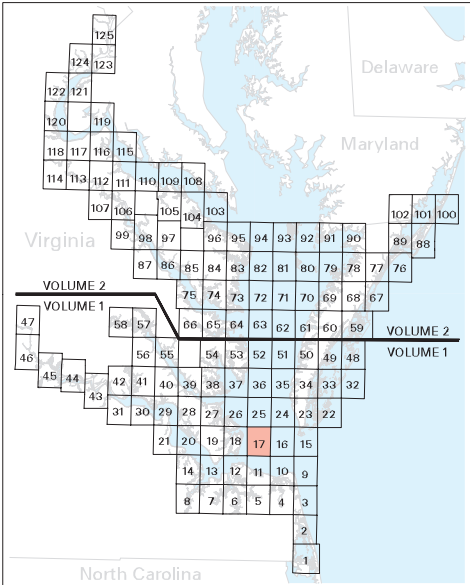 125
124 123
Delaware
122 121
120 119
Maryland
118 117 116 115
114 113 112 111 110 109 108
107 106 105 104 103 102 101 100
Virginia
99 98 97 96 95 94 93 92 91 90 89 88
87 86 85 84 83 82 81 80 79 78 77 76
VOLUME 2
75 74 73 72 71 70 69 68 67
VOLUME 1
47 58 57 66 65 64 63 62 61 60 59
VOLUME 2
VOLUME 1
46 56 55 54 53 52 51 50 49 48
45 44 43 42 41 40 39 38 37 36 35 34 33 32
31 30 29 28 27 26 25 24 23 22
21 20 19 18 17 16 15
14 13 12 11 10 9
8 7 6 5 4 3
2
1
North Carolina